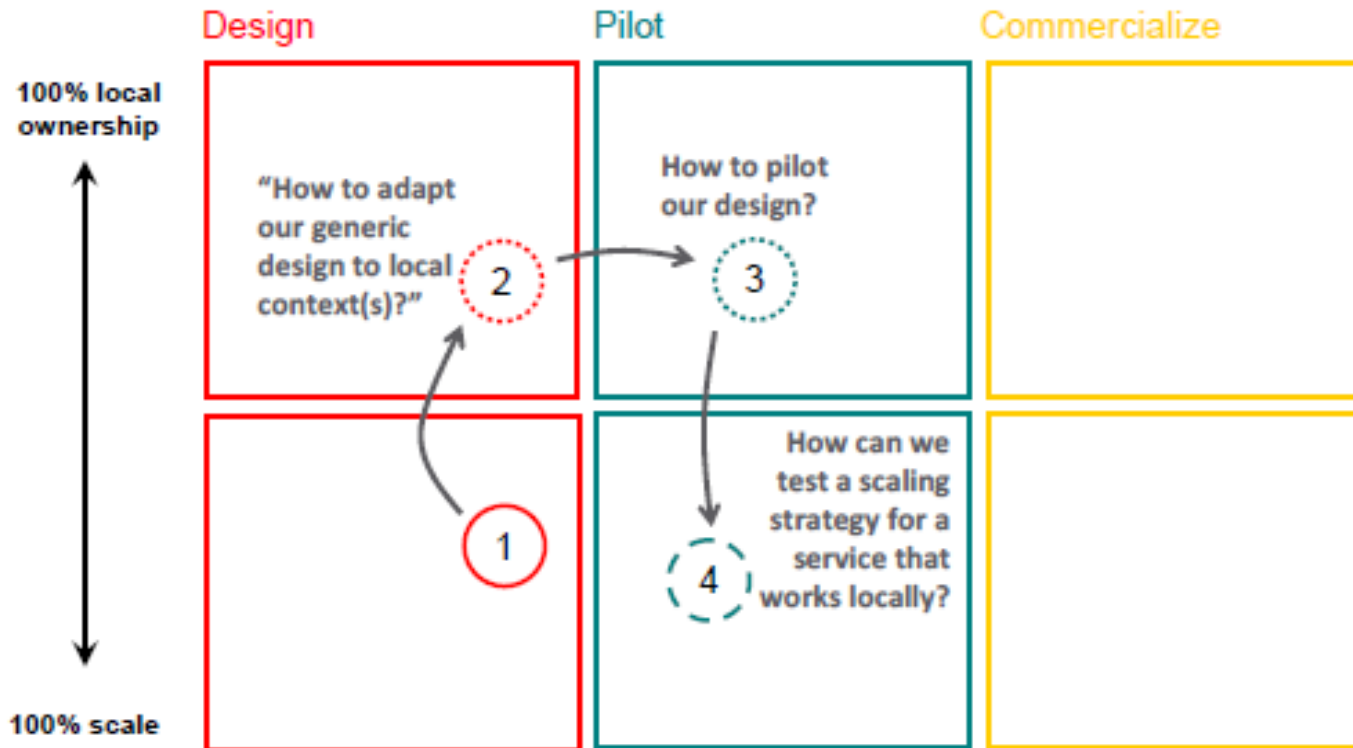 Design
Pilot
Commercialize
100% local
ownership
“How to adapt
our generic
design to local
context(s)?”
2
How to pilot
our design?
3
1
How can we
test a scaling
strategy for a
service that
works locally?
4
100% scale